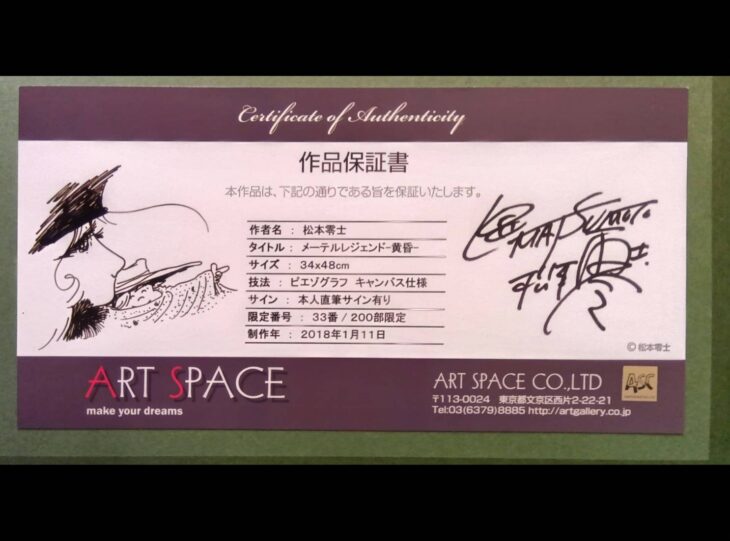 Certificate of Authenticity
作品保証書
本作品は、下記の通りである旨を保証いたします。
作者名 : 松本零士
タイトル : メーテルレジェンド-黄昏-
サイズ : 34x48cm
技法 : ピエゾグラフ キャンバス仕様
サイン : 本人直筆サイン有り
限定番号 : 33番 / 200部限定
制作年 : 2018年1月11日
© 松本零士
ART SPACE
make your dreams
ART SPACE CO.,LTD
〒113-0024 東京都文京区西片2-22-21
Tel:03(6379)8885 http://artgallery.co.jp